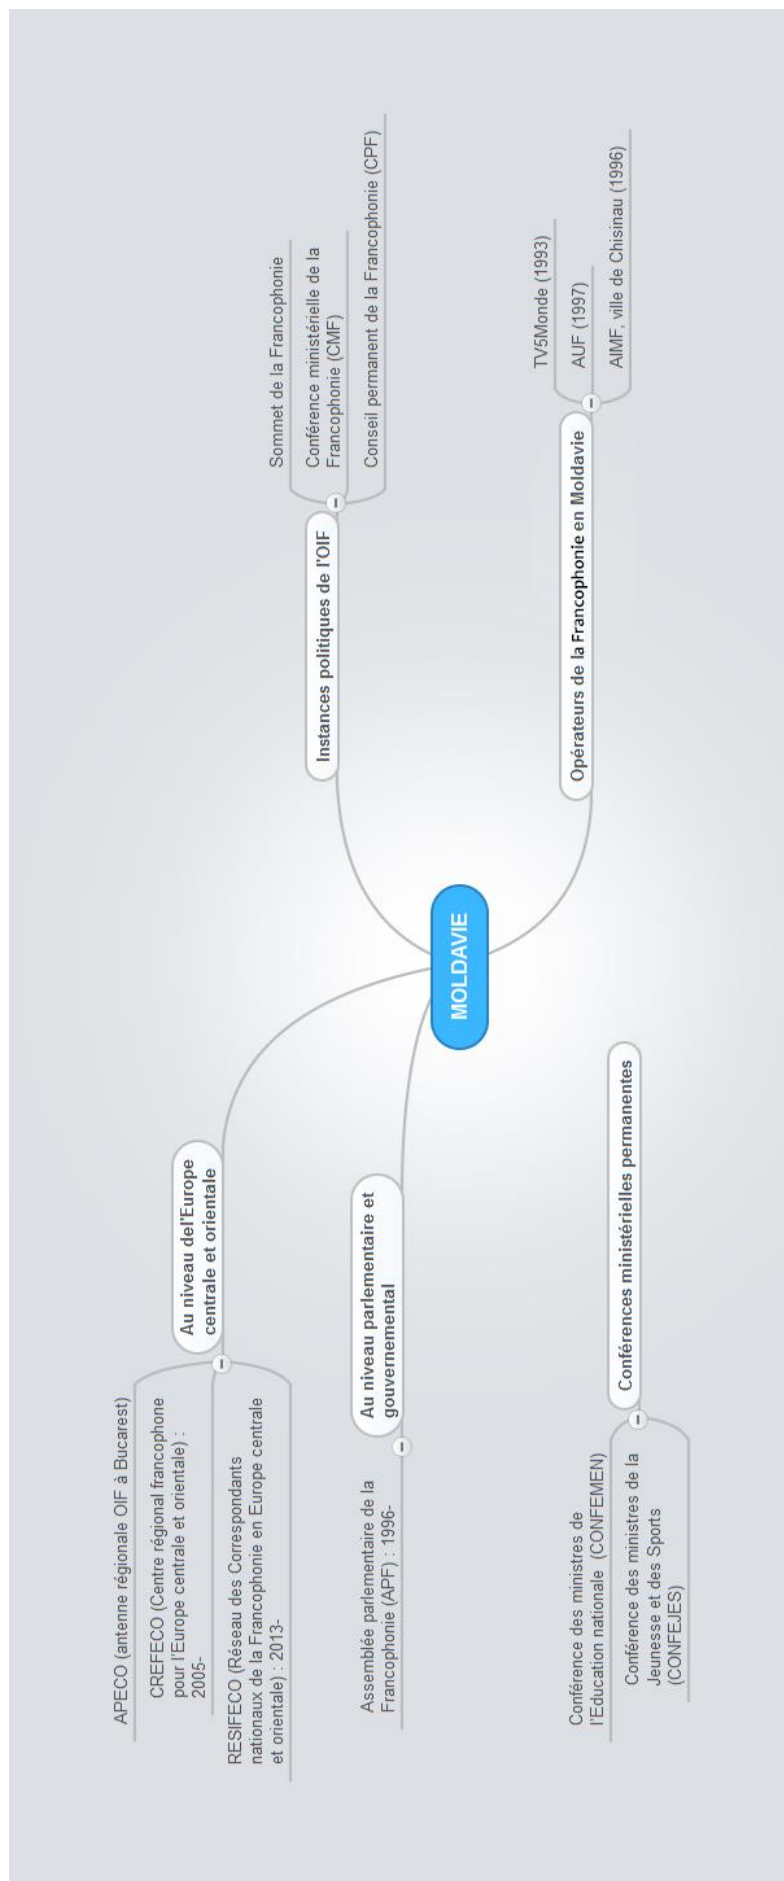 MOLDAVIE
Au niveau del'Europe
centrale et orientale
APECO (antenne régionale OIF à Bucarest)
CREFECO (Centre régional francophone
pour l'Europe centrale et orientale) :
2005-
RESIFECO (Réseau des Correspondants
nationaux de la Francophonie en Europe centrale
et orientale) : 2013-
Au niveau parlementaire et
gouvernemental
Assemblée parlementaire de la
Francophonie (APF) : 1996-
Conférences ministérielles permanentes
Conférence des ministres de
l'Education nationale (CONFEMEN)
Conférence des ministres de la
Jeunesse et des Sports
(CONFEJES)
Instances politiques de l'OIF
Sommet de la Francophonie
Conférence ministérielle de la
Francophonie (CMF)
Conseil permanent de la Francophonie (CPF)
Opérateurs de la Francophonie en Moldavie
TV5Monde (1993)
AUF (1997)
AIMF, ville de Chisinau (1996)